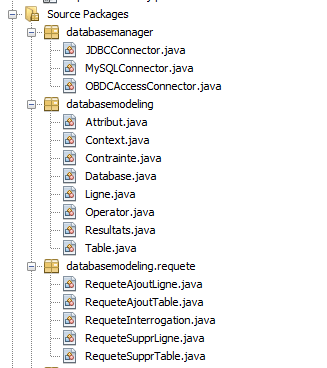 Source Packages
databasemanager
JDBCConnector.java
MySQLConnector.java
OBDCAccessConnector.java
databasemodeling
Attribut.java
Context.java
Contrainte.java
Database.java
Ligne.java
Operator.java
Resultats.java
Table.java
databasemodeling.requete
RequeteAjoutLigne.java
RequeteAjoutTable.java
RequeteInterrogation.java
RequeteSupprLigne.java
RequeteSupprTable.java